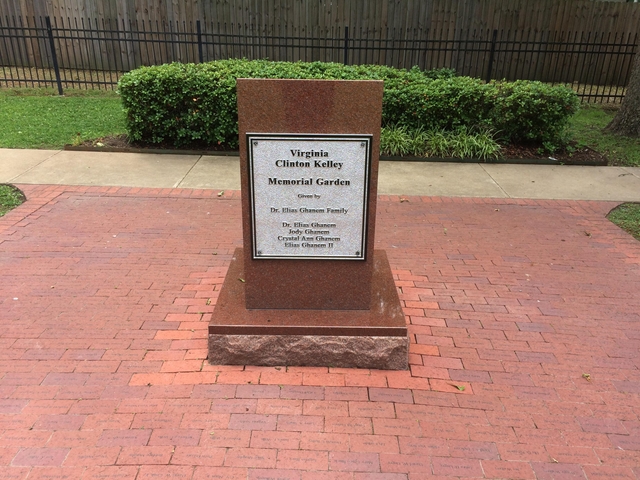 Virginia
Clinton Kelley
Memorial Garden
Given by
Dr. Elias Ghanem Family
Dr. Elias Ghanem
Jody Ghanem
Crystal Ann Ghanem
Elias Ghanem II